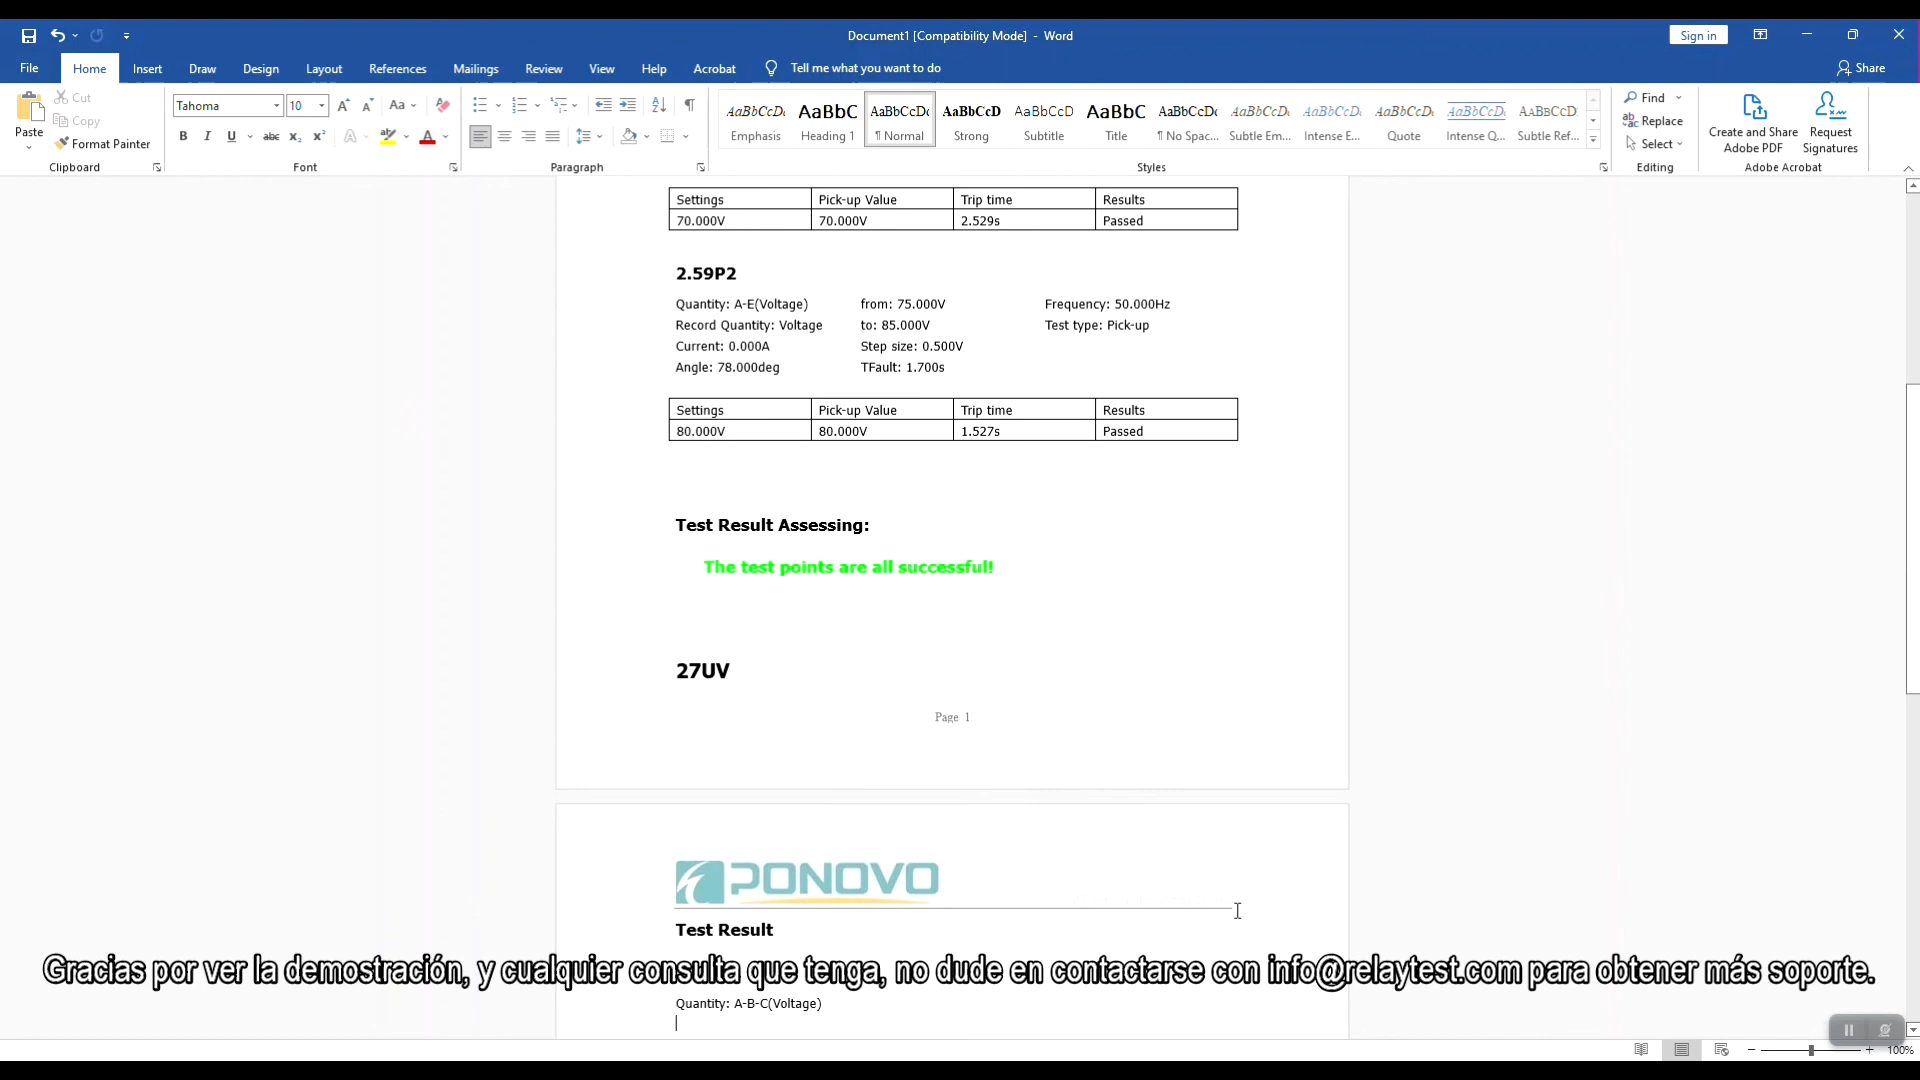 Document1 [Compatibility Mode] - Word
Sign in
File Home Insert Draw Design Layout References Mailings Review View Help Acrobat Tell me what you want to do
Share
Paste
Cut
Copy
Format Painter
Clipboard
Tahoma 10
Font
Paragraph
AaBbCcDc AaBbC AaBbCcDc AaBbCcD AaBbCcD AaBbC AaBbCcDc AaBbCcDc AaBbCcDc AaBbCcDc AaBbCcDc AaBbCcDc
Emphasis Heading 1 ¶ Normal Strong Subtitle Title ¶ No Spac... Subtle Em... Intense E... Quote Intense Q... Subtle Ref...
Styles
Find
Replace
Select
Editing
Create and Share Adobe PDF
Request Signatures
Adobe Acrobat
Settings Pick-up Value Trip time Results
70.000V 70.000V 2.529s Passed
2.59P2
Quantity: A-E(Voltage) from: 75.000V Frequency: 50.000Hz
Record Quantity: Voltage to: 85.000V Test type: Pick-up
Current: 0.000A Step size: 0.500V
Angle: 78.000deg TFault: 1.700s
Settings Pick-up Value Trip time Results
80.000V 80.000V 1.527s Passed
Test Result Assessing:
The test points are all successful!
27UV
Page 1
PONOVO
Test Result
Gracias por ver la demostración, y cualquier consulta que tenga, no dude en contactarse con info@relaytest.com para obtener más soporte.
Quantity: A-B-C(Voltage)
100%